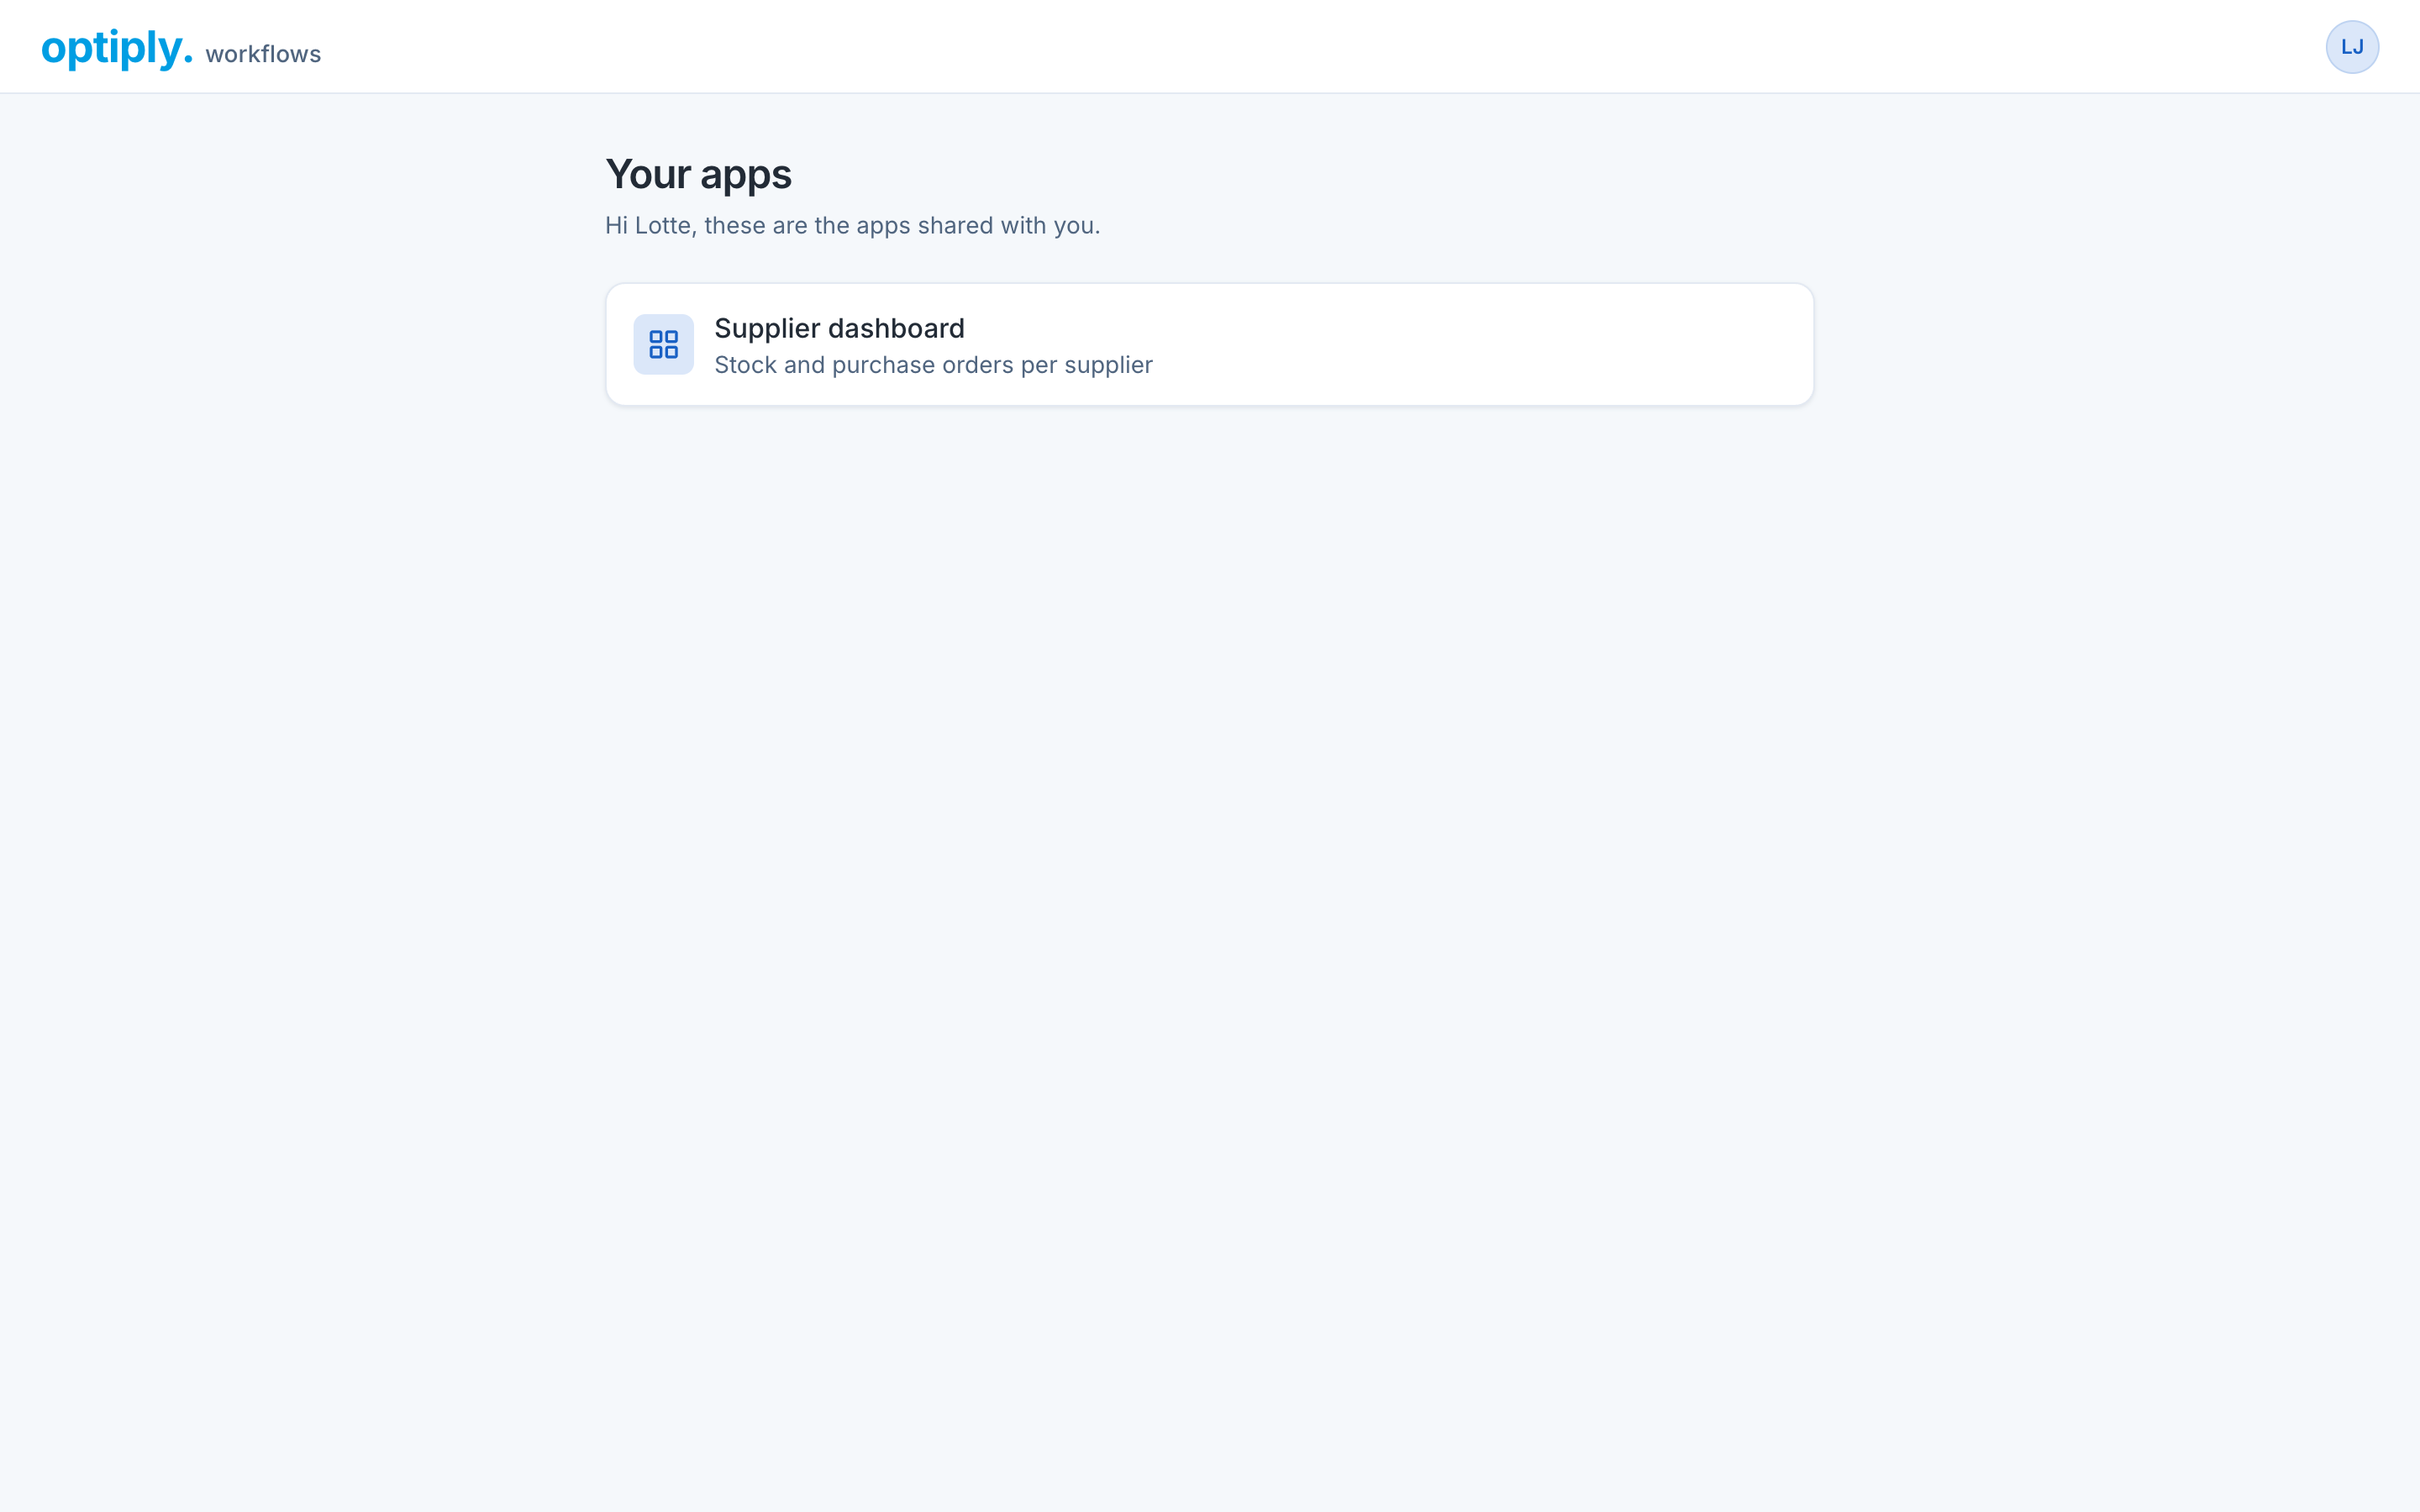 optiply. workflows
LJ
Your apps
Hi Lotte, these are the apps shared with you.
Supplier dashboard
Stock and purchase orders per supplier